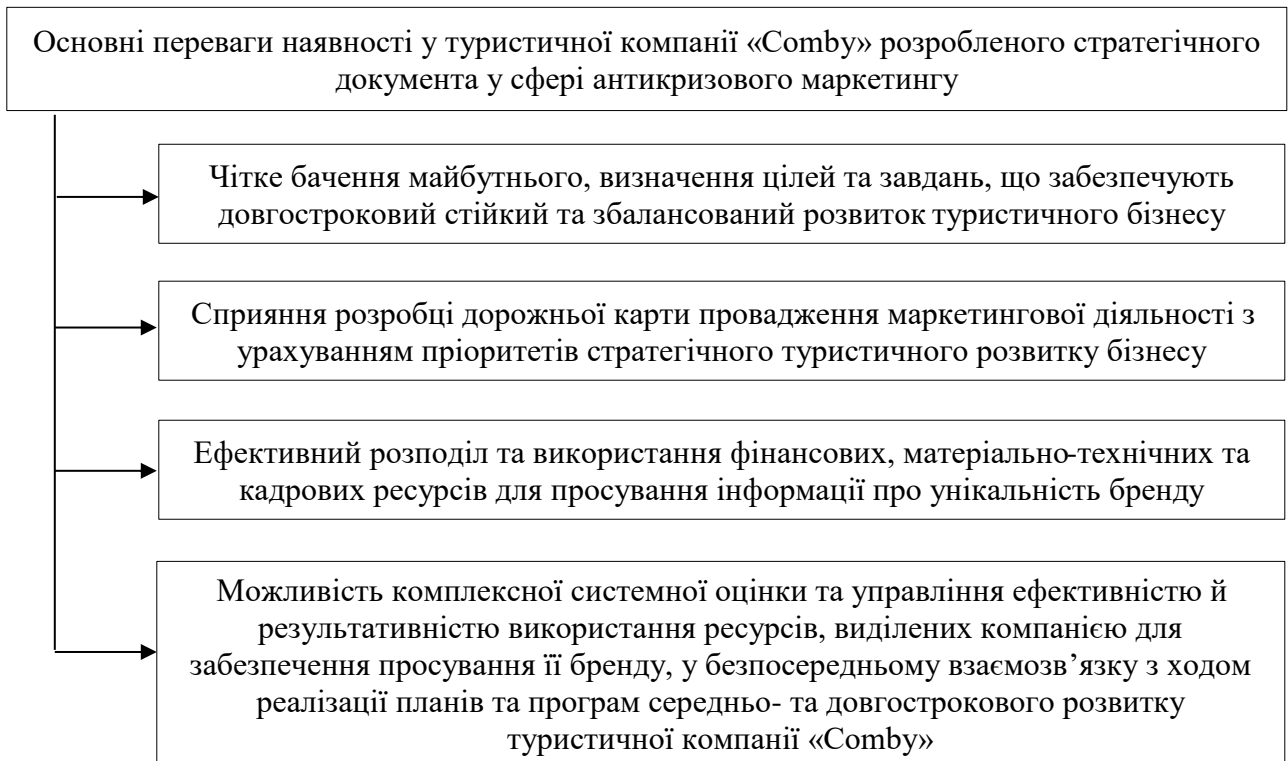 Основні переваги наявності у туристичної компанії «Comby» розробленого стратегічного
документа у сфері антикризового маркетингу
Чітке бачення майбутнього, визначення цілей та завдань, що забезпечують
довгостроковий стійкий та збалансований розвиток туристичного бізнесу
Сприяння розробці дорожньої карти провадження маркетингової діяльності з
урахуванням пріоритетів стратегічного туристичного розвитку бізнесу
Ефективний розподіл та використання фінансових, матеріально-технічних та
кадрових ресурсів для просування інформації про унікальність бренду
Можливість комплексної системної оцінки та управління ефективністю й
результативністю використання ресурсів, виділених компанією для
забезпечення просування її бренду, у безпосередньому взаємозв’язку з ходом
реалізації планів та програм середньо- та довгострокового розвитку
туристичної компанії «Comby»